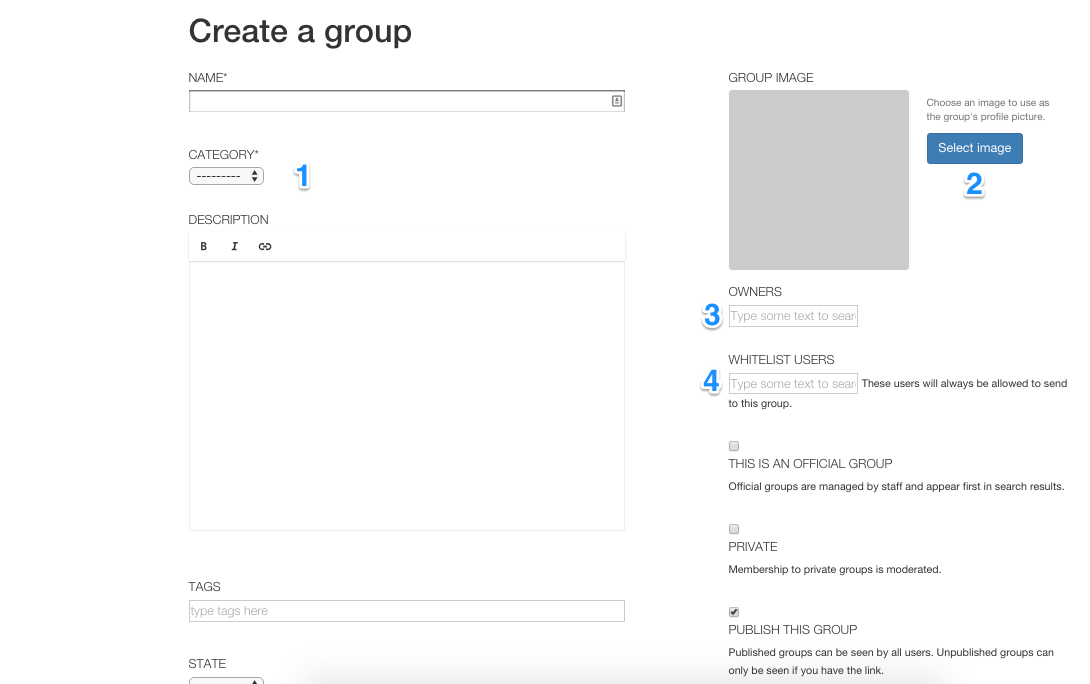 Create a group
NAME*
CATEGORY*
---------
1
DESCRIPTION
B I
TAGS
type tags here
STATE
GROUP IMAGE
Choose an image to use as
the group's profile picture.
Select image
2
OWNERS
3
Type some text to sear
WHITELIST USERS
4
Type some text to sear These users will always be allowed to send
to this group.
THIS IS AN OFFICIAL GROUP
Official groups are managed by staff and appear first in search results.
PRIVATE
Membership to private groups is moderated.
PUBLISH THIS GROUP
Published groups can be seen by all users. Unpublished groups can
only be seen if you have the link.